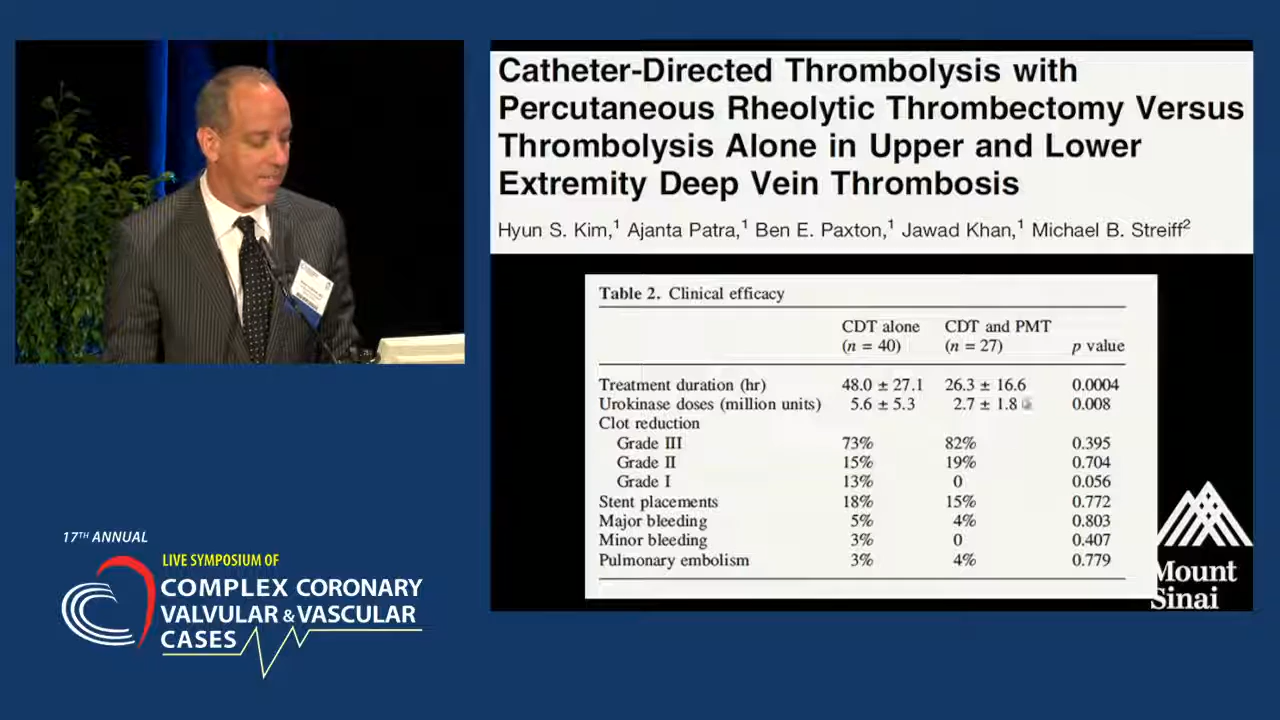 Catheter-Directed Thrombolysis with
Percutaneous Rheolytic Thrombectomy Versus
Thrombolysis Alone in Upper and Lower
Extremity Deep Vein Thrombosis
Hyun S. Kim,¹ Ajanta Patra,¹ Ben E. Paxton,¹ Jawad Khan,¹ Michael B. Streiff²
Table 2. Clinical efficacy
CDT alone CDT and PMT
(n = 40) (n = 27) p value
Treatment duration (hr) 48.0 ± 27.1 26.3 ± 16.6 0.0004
Urokinase doses (million units) 5.6 ± 5.3 2.7 ± 1.8 0.008
Clot reduction
Grade III 73% 82% 0.395
Grade II 15% 19% 0.704
Grade I 13% 0 0.056
Stent placements 18% 15% 0.772
Major bleeding 5% 4% 0.803
Minor bleeding 3% 0 0.407
Pulmonary embolism 3% 4% 0.779
Mount
Sinai
17TH ANNUAL
LIVE SYMPOSIUM OF
COMPLEX CORONARY
VALVULAR & VASCULAR
CASES